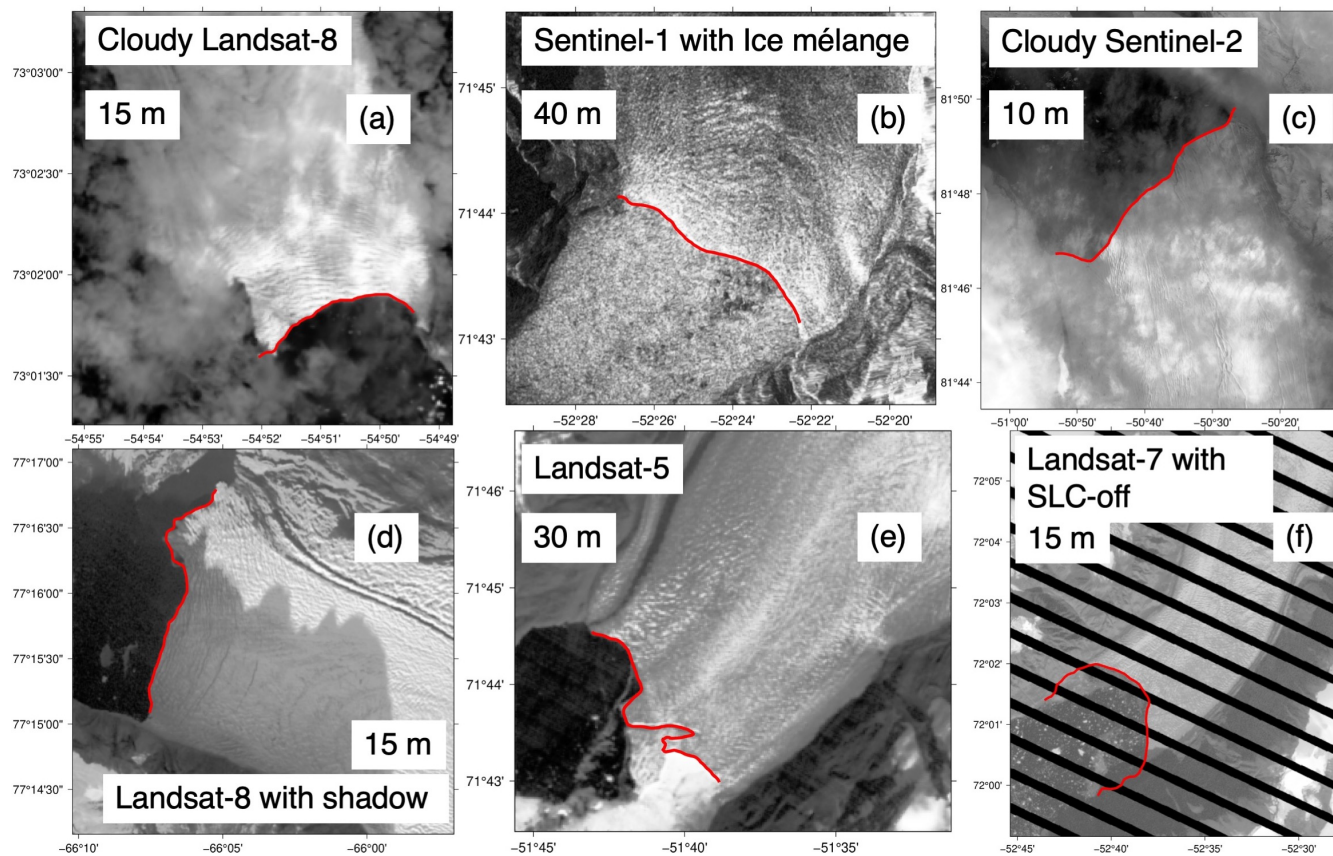 Cloudy Landsat-8
15 m
(a)
73°03'00"
73°02'30"
73°02'00"
73°01'30"
−54°55'
−54°54'
−54°53'
−54°52'
−54°51'
−54°50'
−54°49'
Sentinel-1 with Ice mélange
40 m
(b)
71°45'
71°44'
71°43'
−52°28'
−52°26'
−52°24'
−52°22'
−52°20'
Cloudy Sentinel-2
10 m
(c)
81°50'
81°48'
81°46'
81°44'
−51°00'
−50°50'
−50°40'
−50°30'
−50°20'
77°17'00"
77°16'30"
77°16'00"
77°15'30"
77°15'00"
77°14'30"
(d)
15 m
Landsat-8 with shadow
−66°10'
−66°05'
−66°00'
Landsat-5
30 m
(e)
71°46'
71°45'
71°44'
71°43'
−51°45'
−51°40'
−51°35'
Landsat-7 with
SLC-off
15 m
(f)
72°05'
72°04'
72°03'
72°02'
72°01'
72°00'
−52°45'
−52°40'
−52°35'
−52°30'